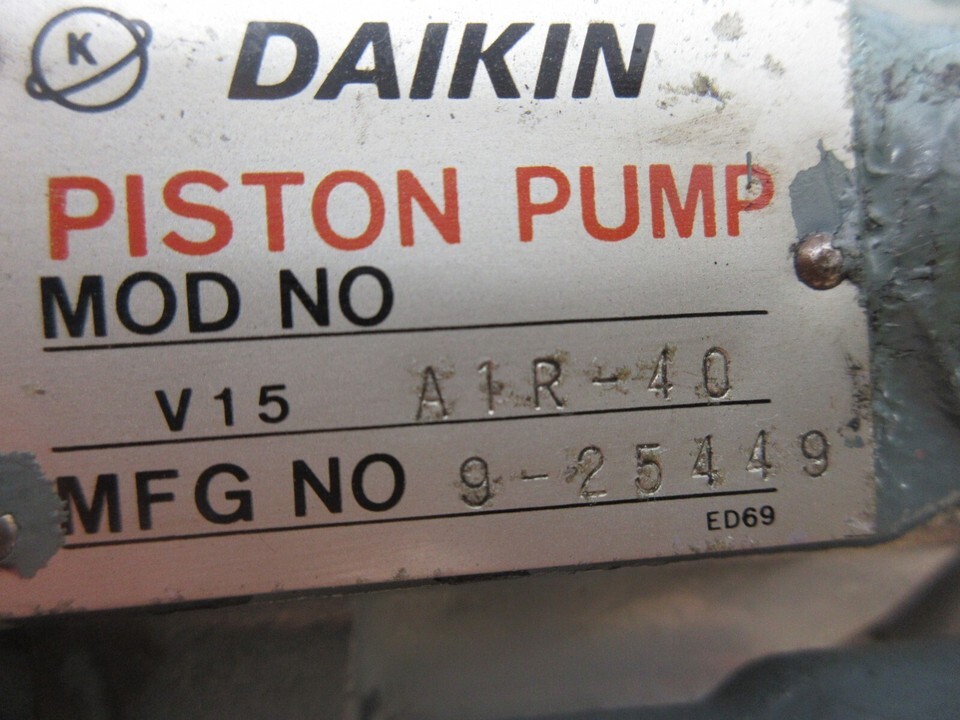 K DAIKIN
PISTON PUMP
MOD NO
V15 A1R-40
MFG NO 9-25449
ED69